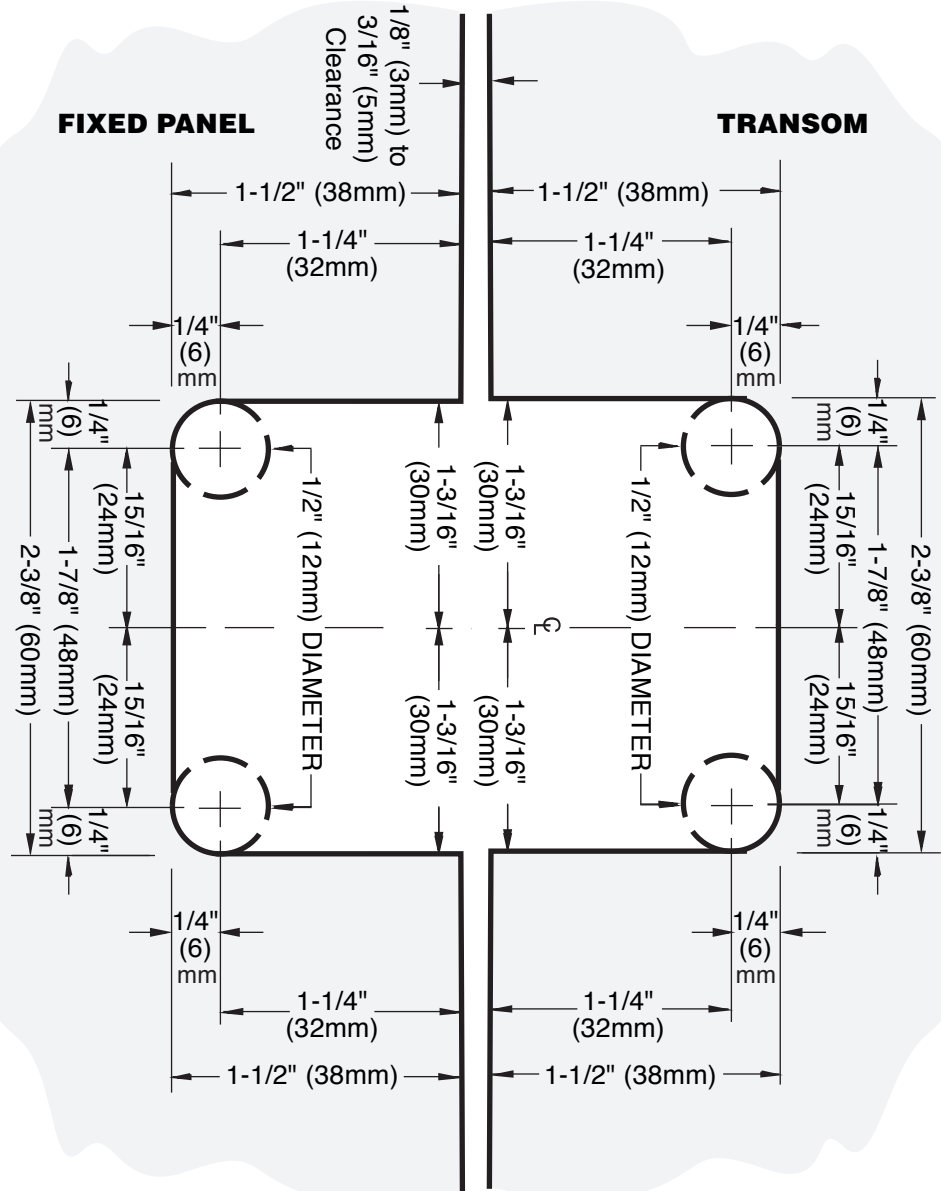 1/8" (3mm) to
3/16" (5mm)
Clearance
FIXED PANEL
TRANSOM
1-1/2" (38mm)
1-1/2" (38mm)
1-1/4"
(32mm)
1-1/4"
(32mm)
1/4"
(6)
mm
1/4"
(6)
mm
1/4"
(6)
mm
1/4"
(6)
mm
2-3/8" (60mm)
1-7/8" (48mm)
15/16"
(24mm)
1/2" (12mm) DIAMETER
1-3/16"
(30mm)
1-3/16"
(30mm)
1/2" (12mm) DIAMETER
15/16"
(24mm)
1-7/8" (48mm)
2-3/8" (60mm)
CL
15/16"
(24mm)
1-3/16"
(30mm)
1-3/16"
(30mm)
15/16"
(24mm)
1/4"
(6)
mm
1/4"
(6)
mm
1/4"
(6)
mm
1/4"
(6)
mm
1-1/4"
(32mm)
1-1/4"
(32mm)
1-1/2" (38mm)
1-1/2" (38mm)